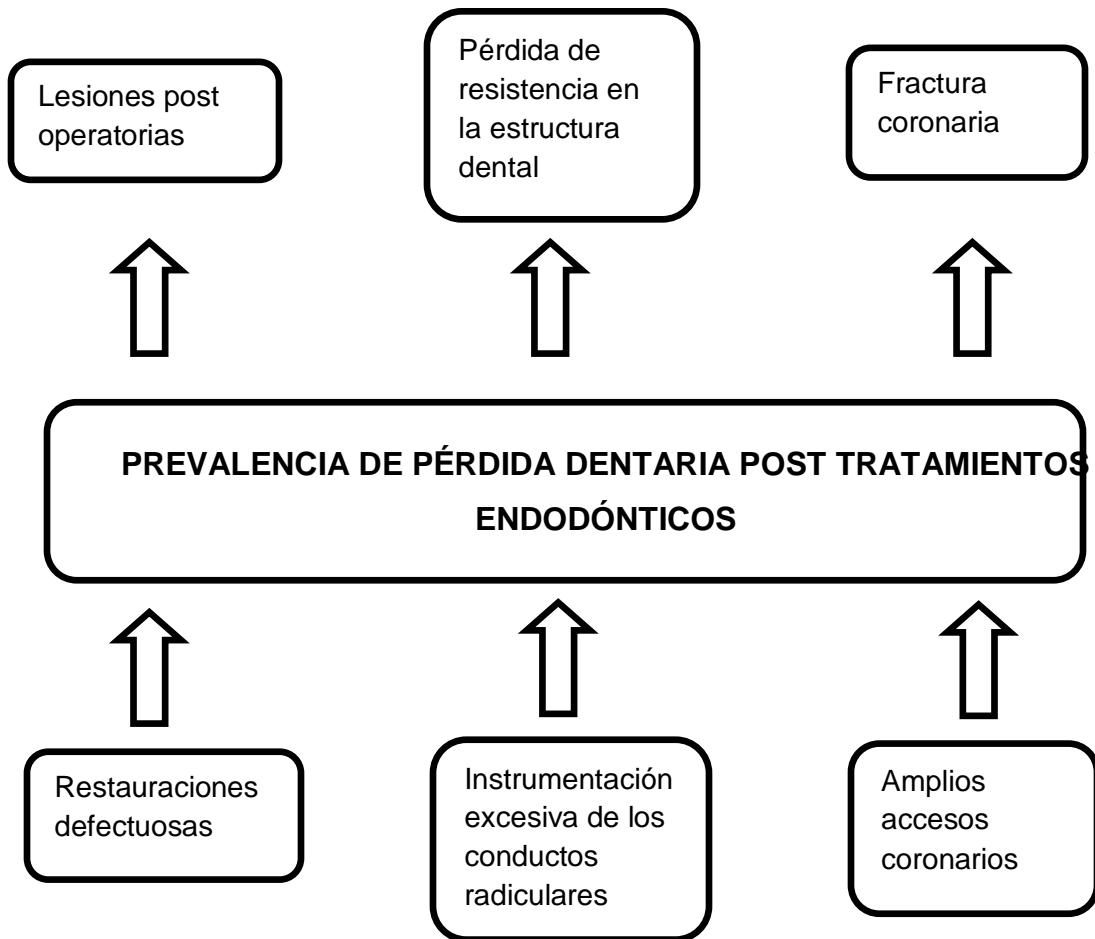 Lesiones post
operatorias
Pérdida de
resistencia en
la estructura
dental
Fractura
coronaria
PREVALENCIA DE PÉRDIDA DENTARIA POST TRATAMIENTOS
ENDODÓNTICOS
Restauraciones
defectuosas
Instrumentación
excesiva de los
conductos
radiculares
Amplios
accesos
coronarios